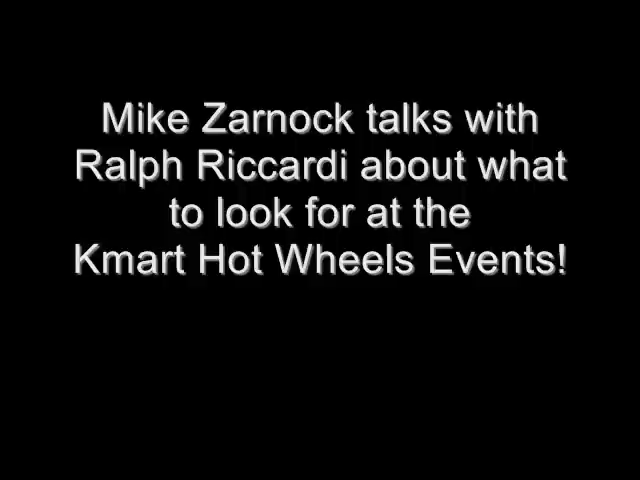 Mike Zarnock talks with
Ralph Riccardi about what
to look for at the
Kmart Hot Wheels Events!